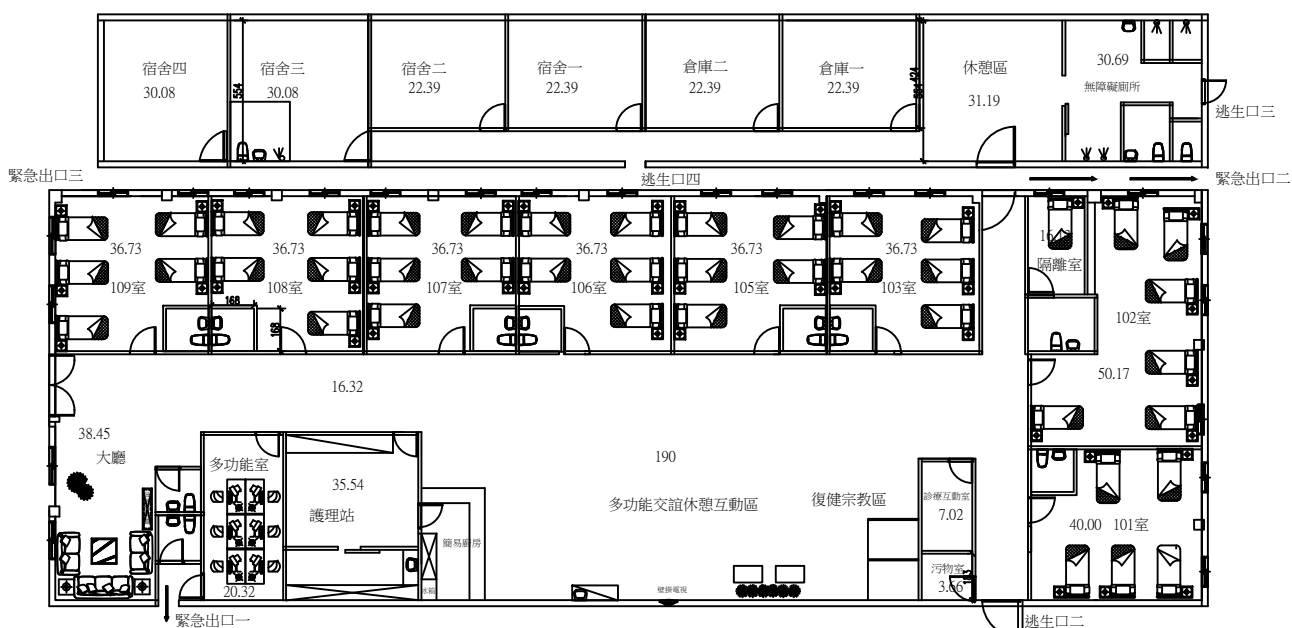 宿舍四
30.08
554
宿舍三
30.08
宿舍二
22.39
宿舍一
22.39
倉庫二
22.39
倉庫一
22.39
424
休憩區
31.19
30.69
無障礙廁所
逃生口三
緊急出口三
逃生口四
緊急出口二
36.73
109室
168
168
36.73
108室
36.73
107室
36.73
106室
36.73
105室
36.73
103室
隔離室
102室
50.17
16.32
38.45
大廳
多功能室
20.32
35.54
護理站
簡易廚房
冰箱
190
多功能交誼休憩互動區
壁掛電視
復健宗教區
診療互動室
7.02
污物室
3.66
40.00 101室
緊急出口一
逃生口二